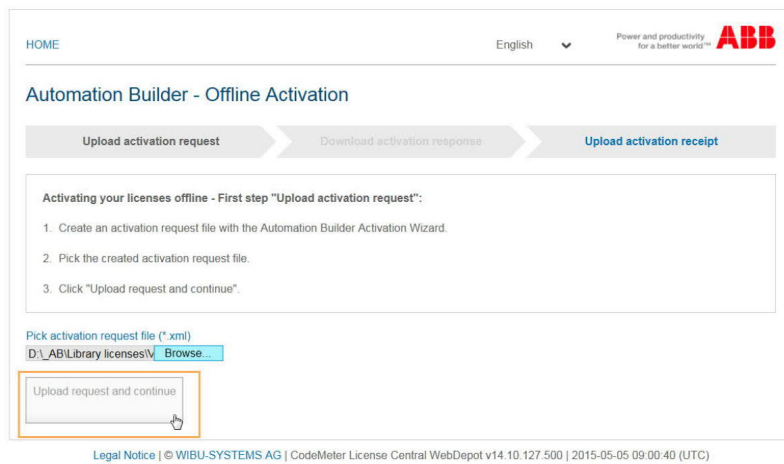 HOME
English
Power and productivity
for a better world™
ABB
Automation Builder - Offline Activation
Upload activation request
Download activation response
Upload activation receipt
Activating your licenses offline - First step "Upload activation request":
1. Create an activation request file with the Automation Builder Activation Wizard.
2. Pick the created activation request file.
3. Click "Upload request and continue".
Pick activation request file (*.xml)
D:\_AB\Library licenses\V Browse...
Upload request and continue
Legal Notice | © WIBU-SYSTEMS AG | CodeMeter License Central WebDepot v14.10.127.500 | 2015-05-05 09:00:40 (UTC)